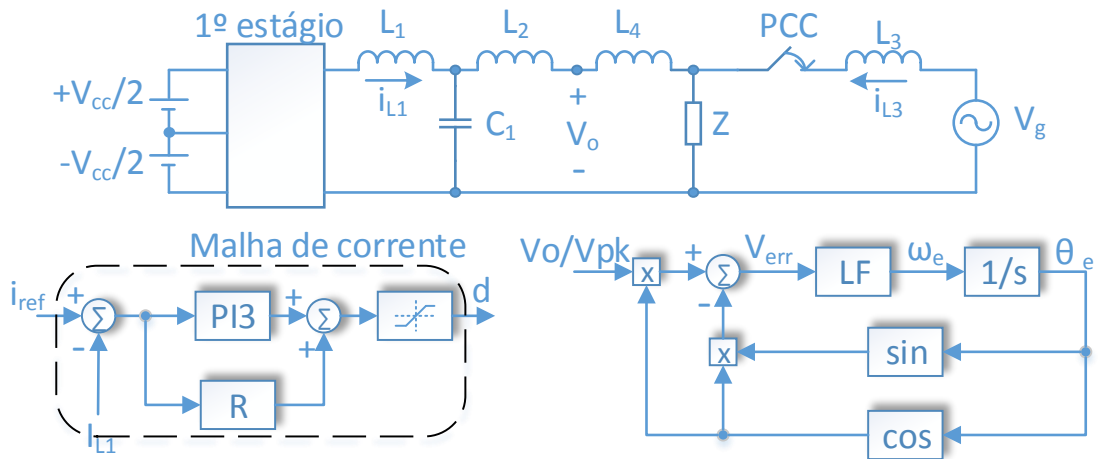 1º estágio
L1
L2
L4
PCC
L3
+Vcc/2
-Vcc/2
iL1
C1
+
Vo
-
Z
iL3
Vg
Malha de corrente
iref
+
Σ
-
PI3
+
Σ
+
d
R
IL1
Vo/Vpk
x
+
Σ
-
Verr
LF
ωe
1/s
θe
x
sin
cos